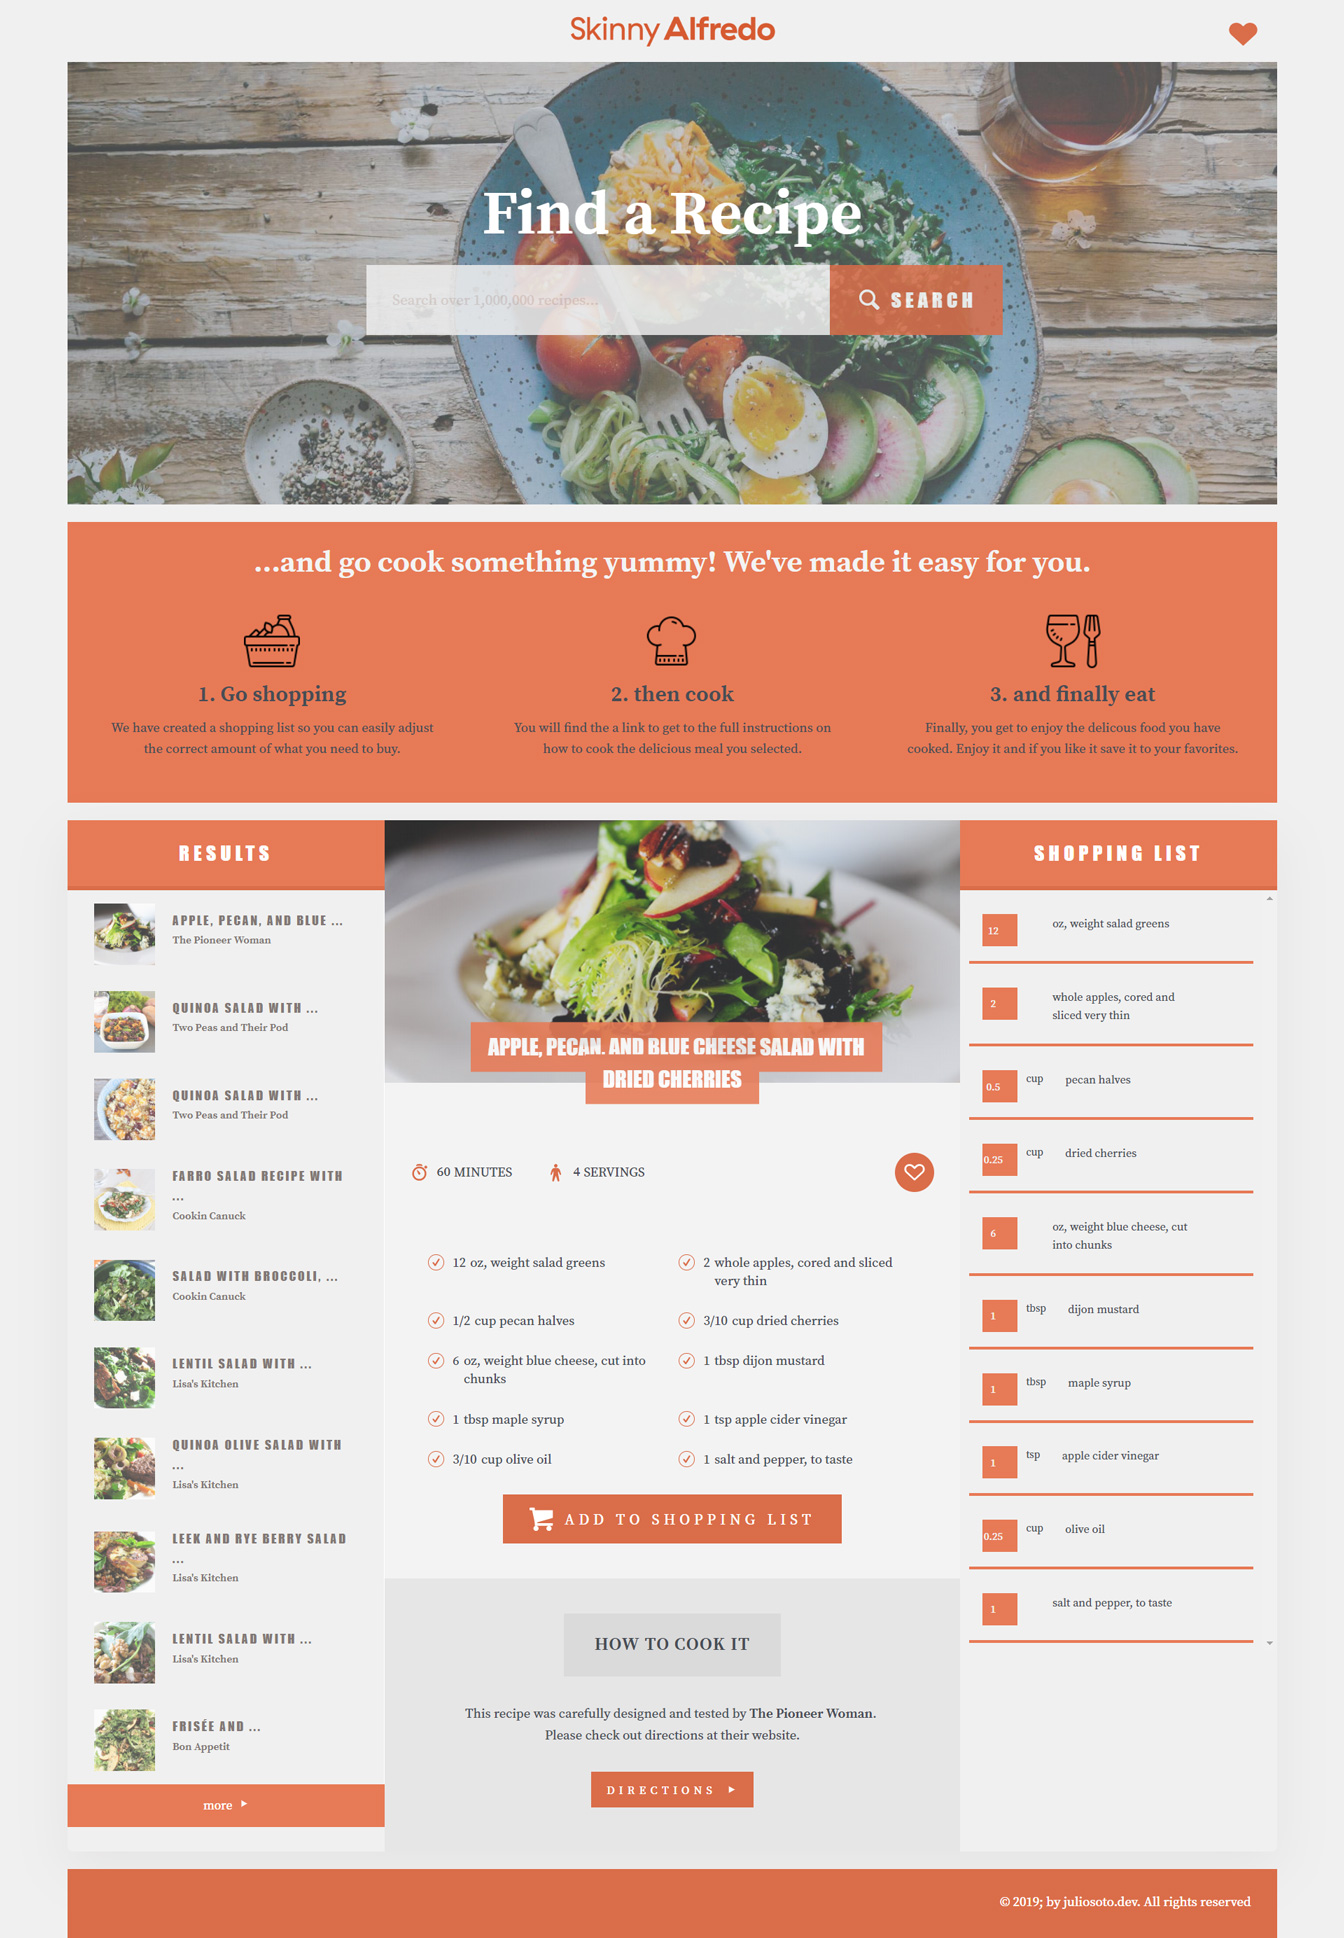 Skinny Alfredo
Find a Recipe
Search over 1,000,000 recipes...
SEARCH
...and go cook something yummy! We've made it easy for you.
1. Go shopping
We have created a shopping list so you can easily adjust
the correct amount of what you need to buy.
2. then cook
You will find the a link to get to the full instructions on
how to cook the delicious meal you selected.
3. and finally eat
Finally, you get to enjoy the delicous food you have
cooked. Enjoy it and if you like it save it to your favorites.
RESULTS
APPLE, PECAN, AND BLUE ...
The Pioneer Woman
QUINOA SALAD WITH ...
Two Peas and Their Pod
QUINOA SALAD WITH ...
Two Peas and Their Pod
FARRO SALAD RECIPE WITH
...
Cookin Canuck
SALAD WITH BROCCOLI, ...
Cookin Canuck
LENTIL SALAD WITH ...
Lisa's Kitchen
QUINOA OLIVE SALAD WITH
...
Lisa's Kitchen
LEEK AND RYE BERRY SALAD
...
Lisa's Kitchen
LENTIL SALAD WITH ...
Lisa's Kitchen
FRISÉE AND ...
Bon Appetit
more
APPLE, PECAN, AND BLUE CHEESE SALAD WITH
DRIED CHERRIES
60 MINUTES
4 SERVINGS
12 oz, weight salad greens
2 whole apples, cored and sliced
very thin
1/2 cup pecan halves
3/10 cup dried cherries
6 oz, weight blue cheese, cut into
chunks
1 tbsp dijon mustard
1 tbsp maple syrup
1 tsp apple cider vinegar
3/10 cup olive oil
1 salt and pepper, to taste
ADD TO SHOPPING LIST
HOW TO COOK IT
This recipe was carefully designed and tested by The Pioneer Woman.
Please check out directions at their website.
DIRECTIONS
SHOPPING LIST
12 oz, weight salad greens
2 whole apples, cored and
sliced very thin
0.5 cup pecan halves
0.25 cup dried cherries
6 oz, weight blue cheese, cut
into chunks
1 tbsp dijon mustard
1 tbsp maple syrup
1 tsp apple cider vinegar
0.25 cup olive oil
1 salt and pepper, to taste
© 2019; by juliosoto.dev. All rights reserved